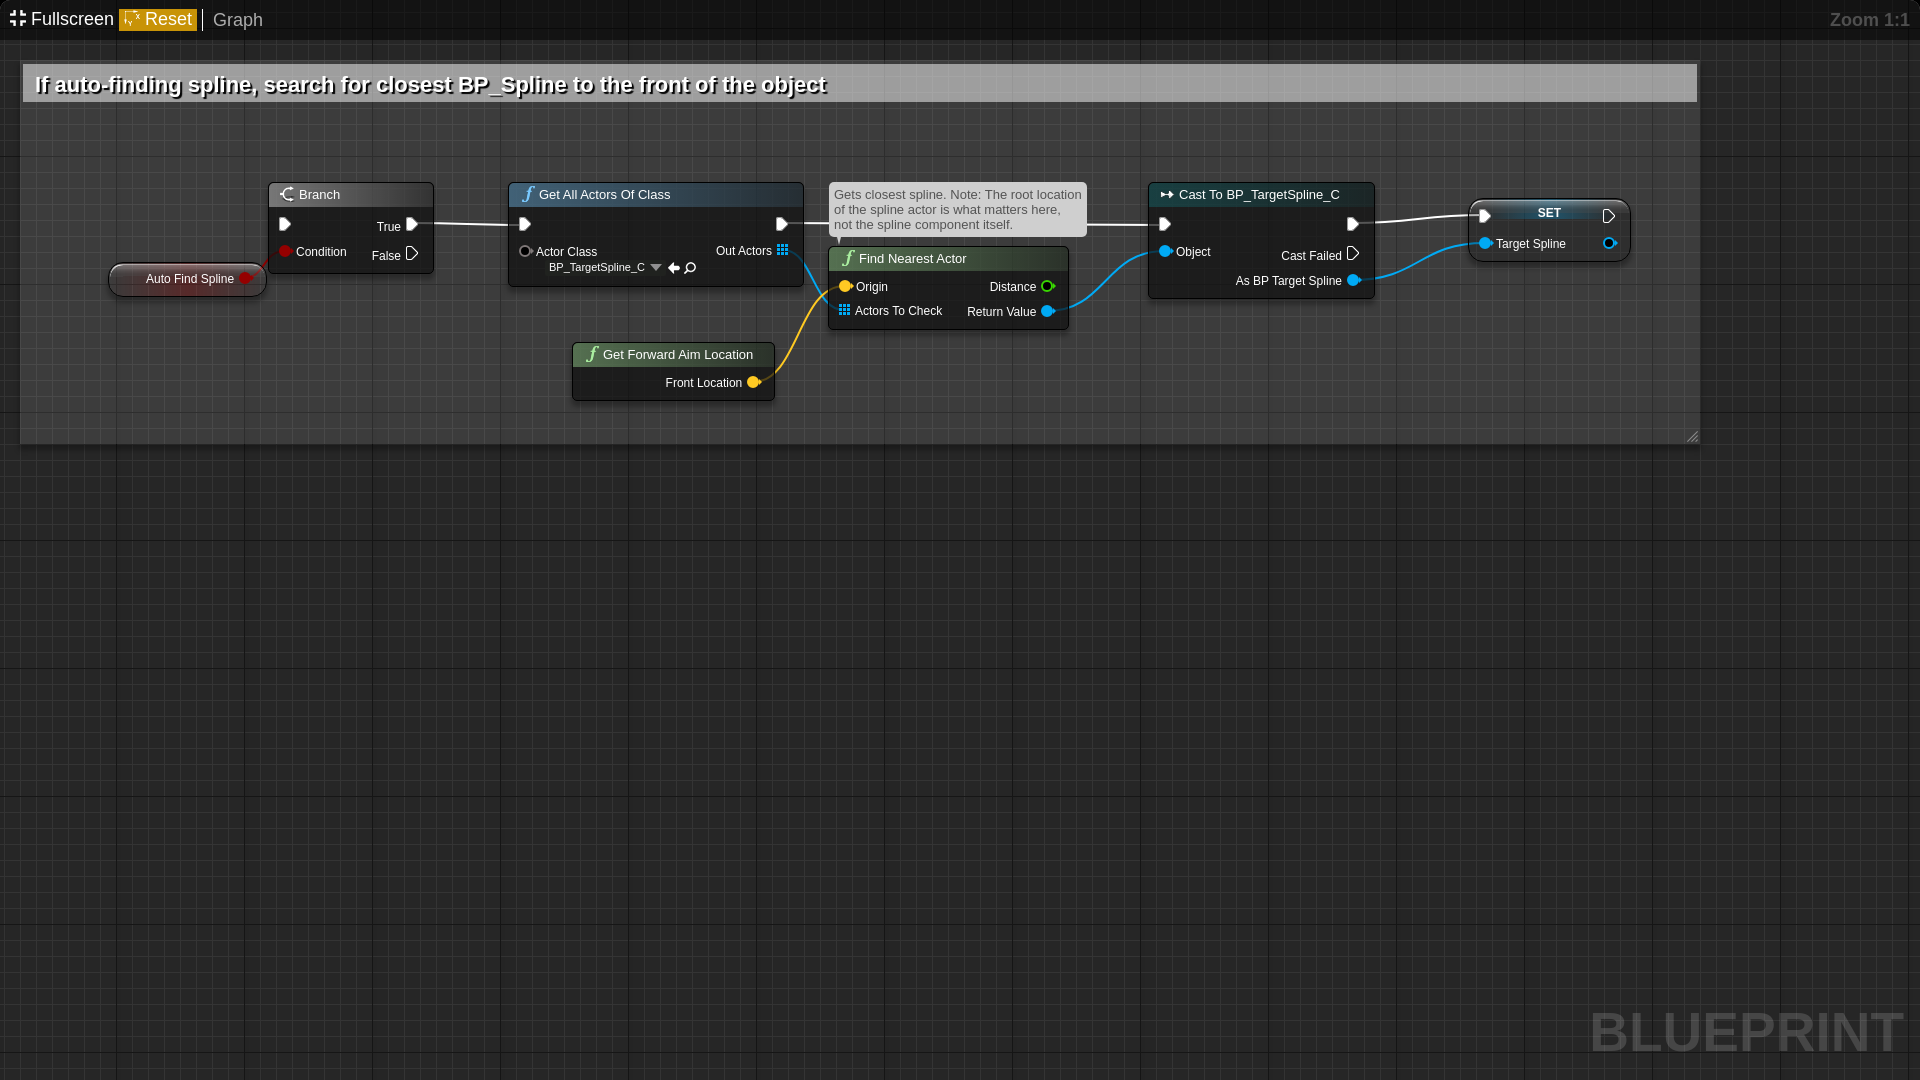 Fullscreen Reset Graph Zoom 1:1
If auto-finding spline, search for closest BP_Spline to the front of the object
Branch
True
Condition
False
Auto Find Spline
Get All Actors Of Class
Actor Class
BP_TargetSpline_C
Out Actors
Gets closest spline. Note: The root location
of the spline actor is what matters here,
not the spline component itself.
Find Nearest Actor
Origin
Distance
Actors To Check
Return Value
Get Forward Aim Location
Front Location
Cast To BP_TargetSpline_C
Object
Cast Failed
As BP Target Spline
SET
Target Spline
BLUEPRINT